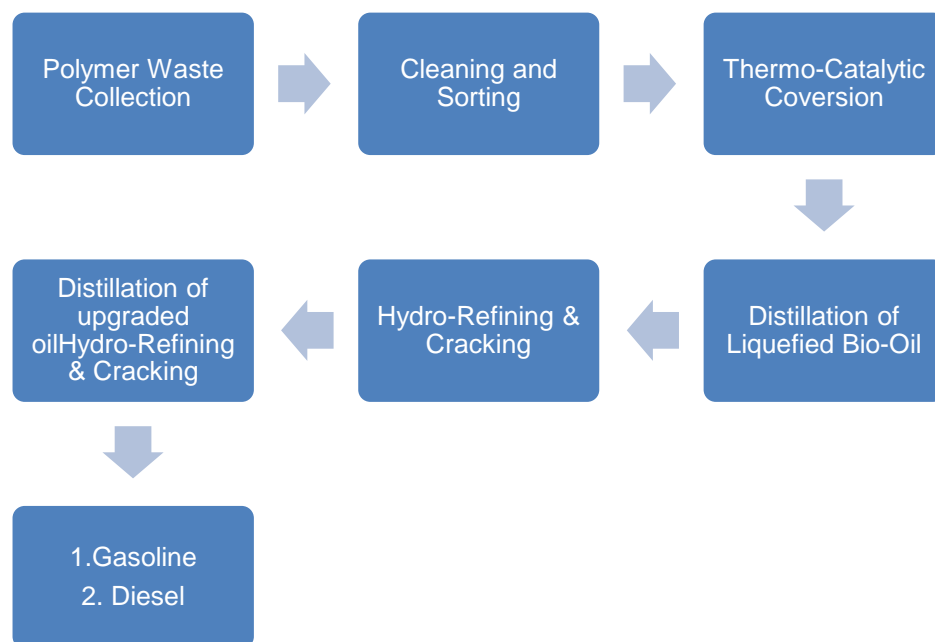 Polymer Waste
Collection
Cleaning and
Sorting
Thermo-Catalytic
Coversion
Distillation of
Liquefied Bio-Oil
Hydro-Refining &
Cracking
Distillation of
upgraded
oilHydro-Refining
& Cracking
1.Gasoline
2. Diesel